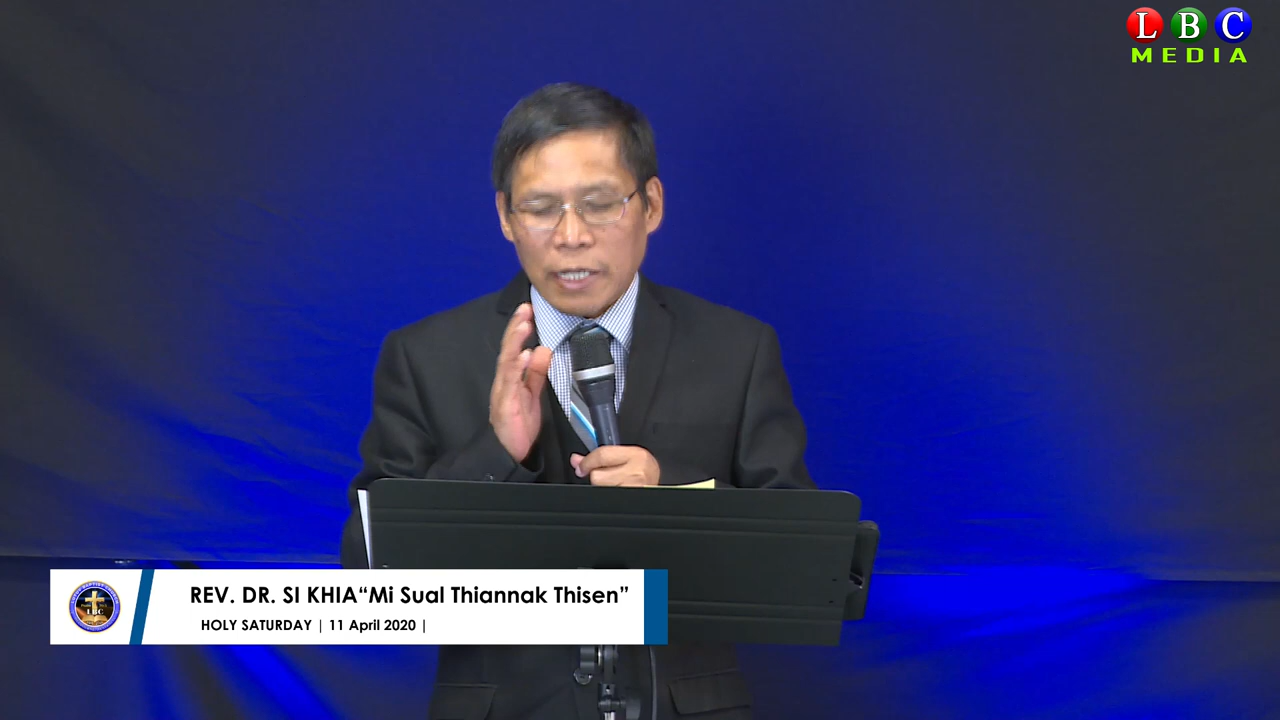 L B C
MEDIA
REV. DR. SI KHIA“Mi Sual Thiannak Thisen”
HOLY SATURDAY | 11 April 2020 |
LBC